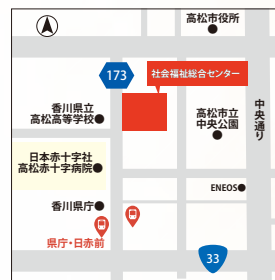 高松市役所
173
社会福祉総合センター
中央通り
香川県立
高松高等学校
高松市立
中央公園
日本赤十字社
高松赤十字病院
ENEOS
香川県庁
県庁・日赤前
33